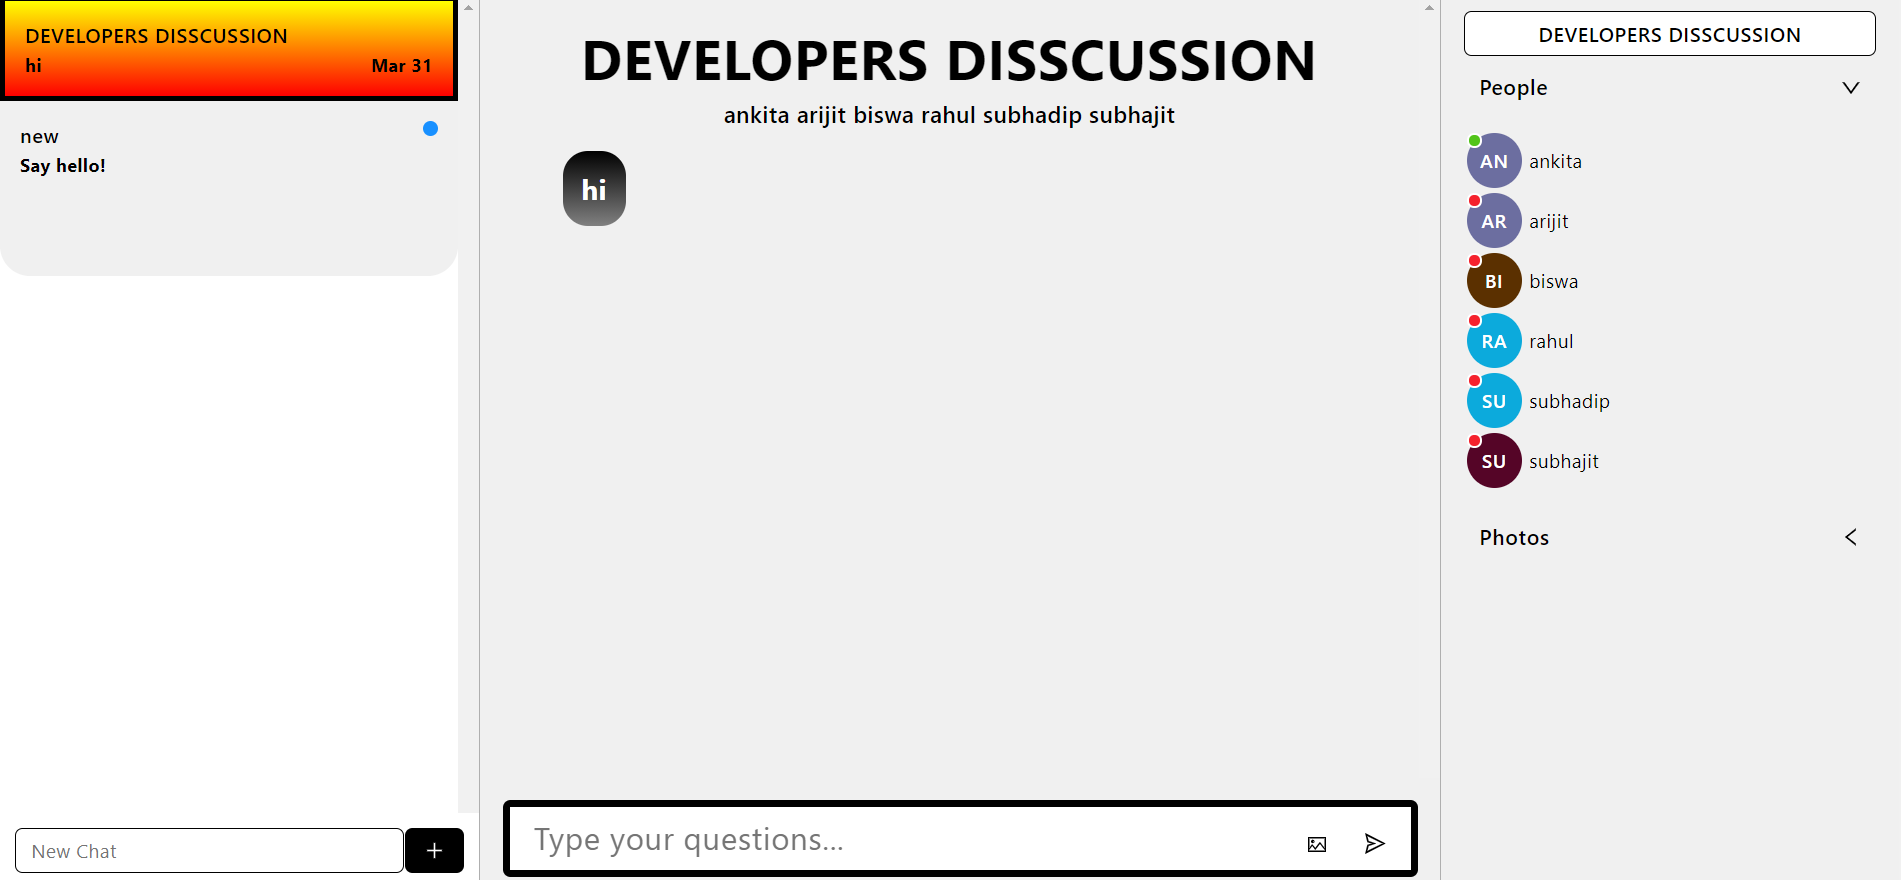 DEVELOPERS DISSCUSSION
hi Mar 31
new
Say hello!
New Chat
DEVELOPERS DISSCUSSION
ankita arijit biswa rahul subhadip subhajit
hi
Type your questions...
DEVELOPERS DISSCUSSION
People
AN ankita
AR arijit
BI biswa
RA rahul
SU subhadip
SU subhajit
Photos